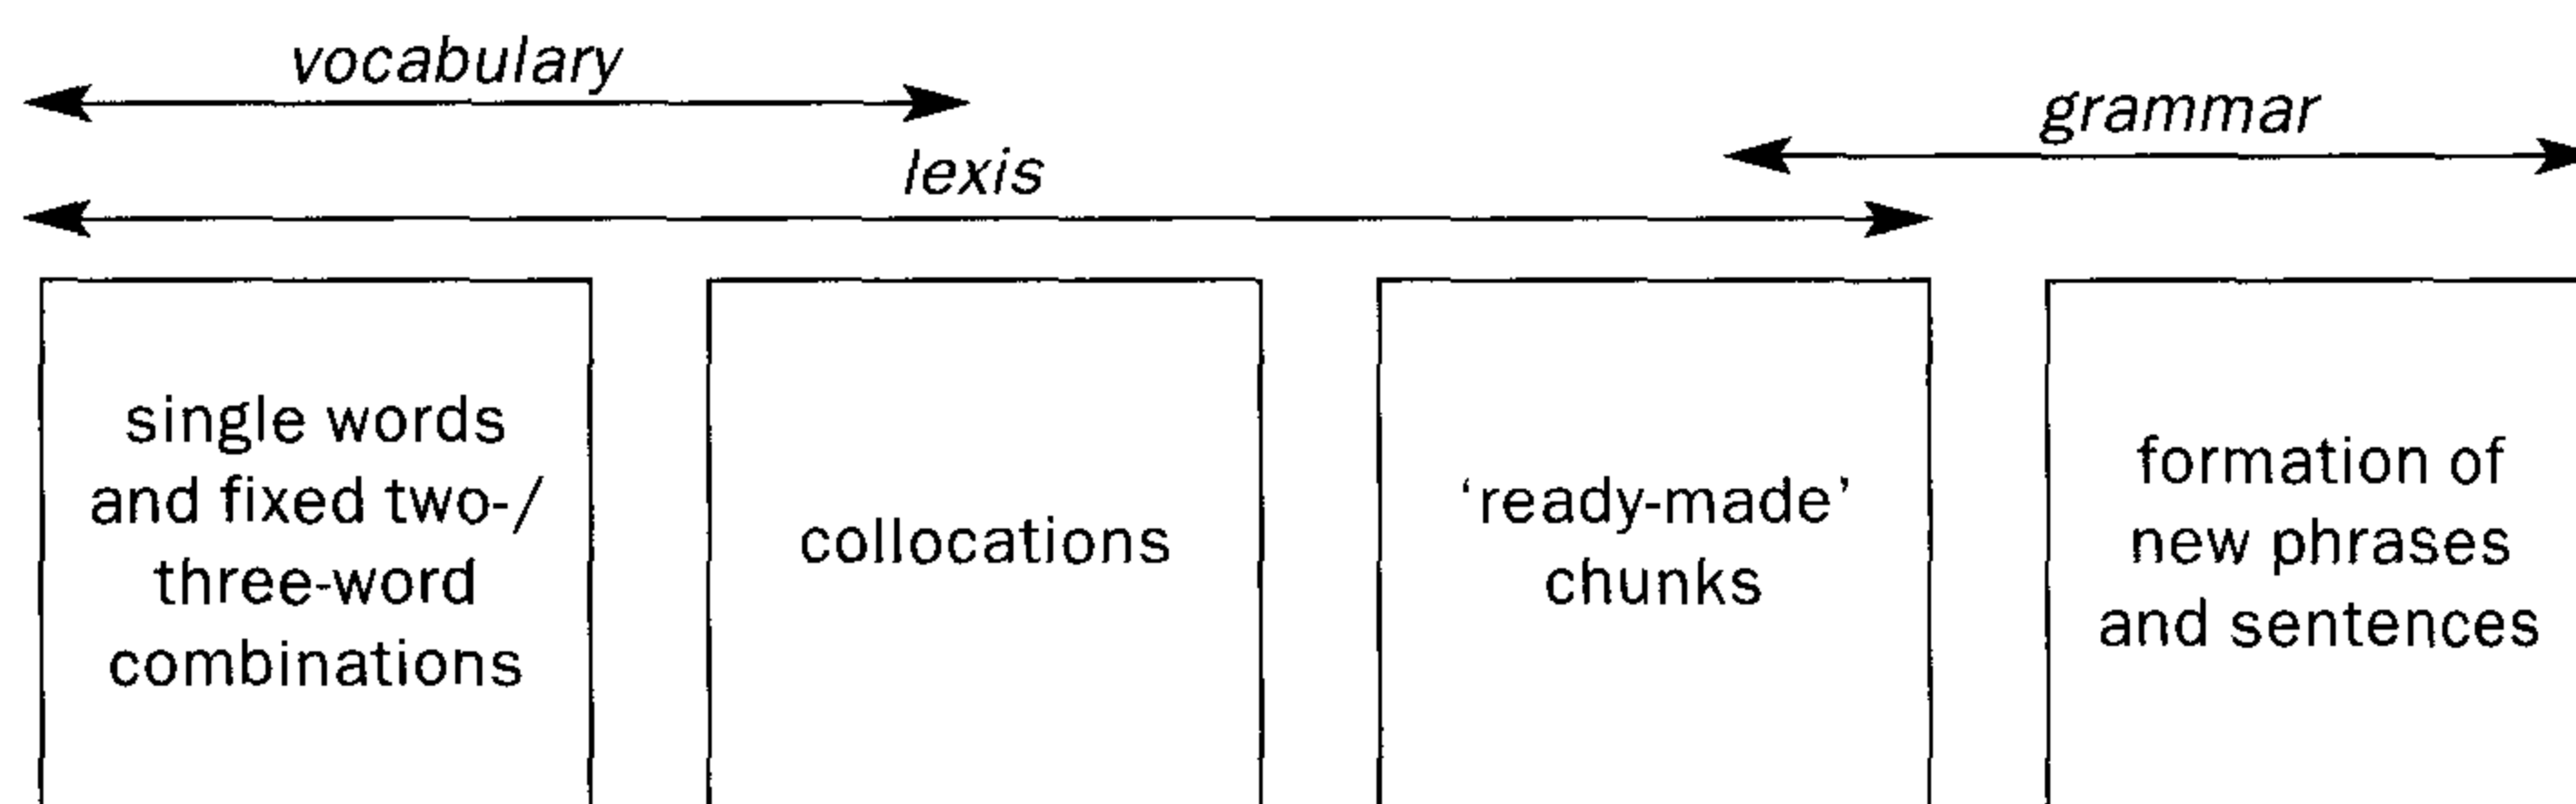 vocabulary
grammar
lexis
single words
and fixed two-/
three-word
combinations
collocations
‘ready-made’
chunks
formation of
new phrases
and sentences